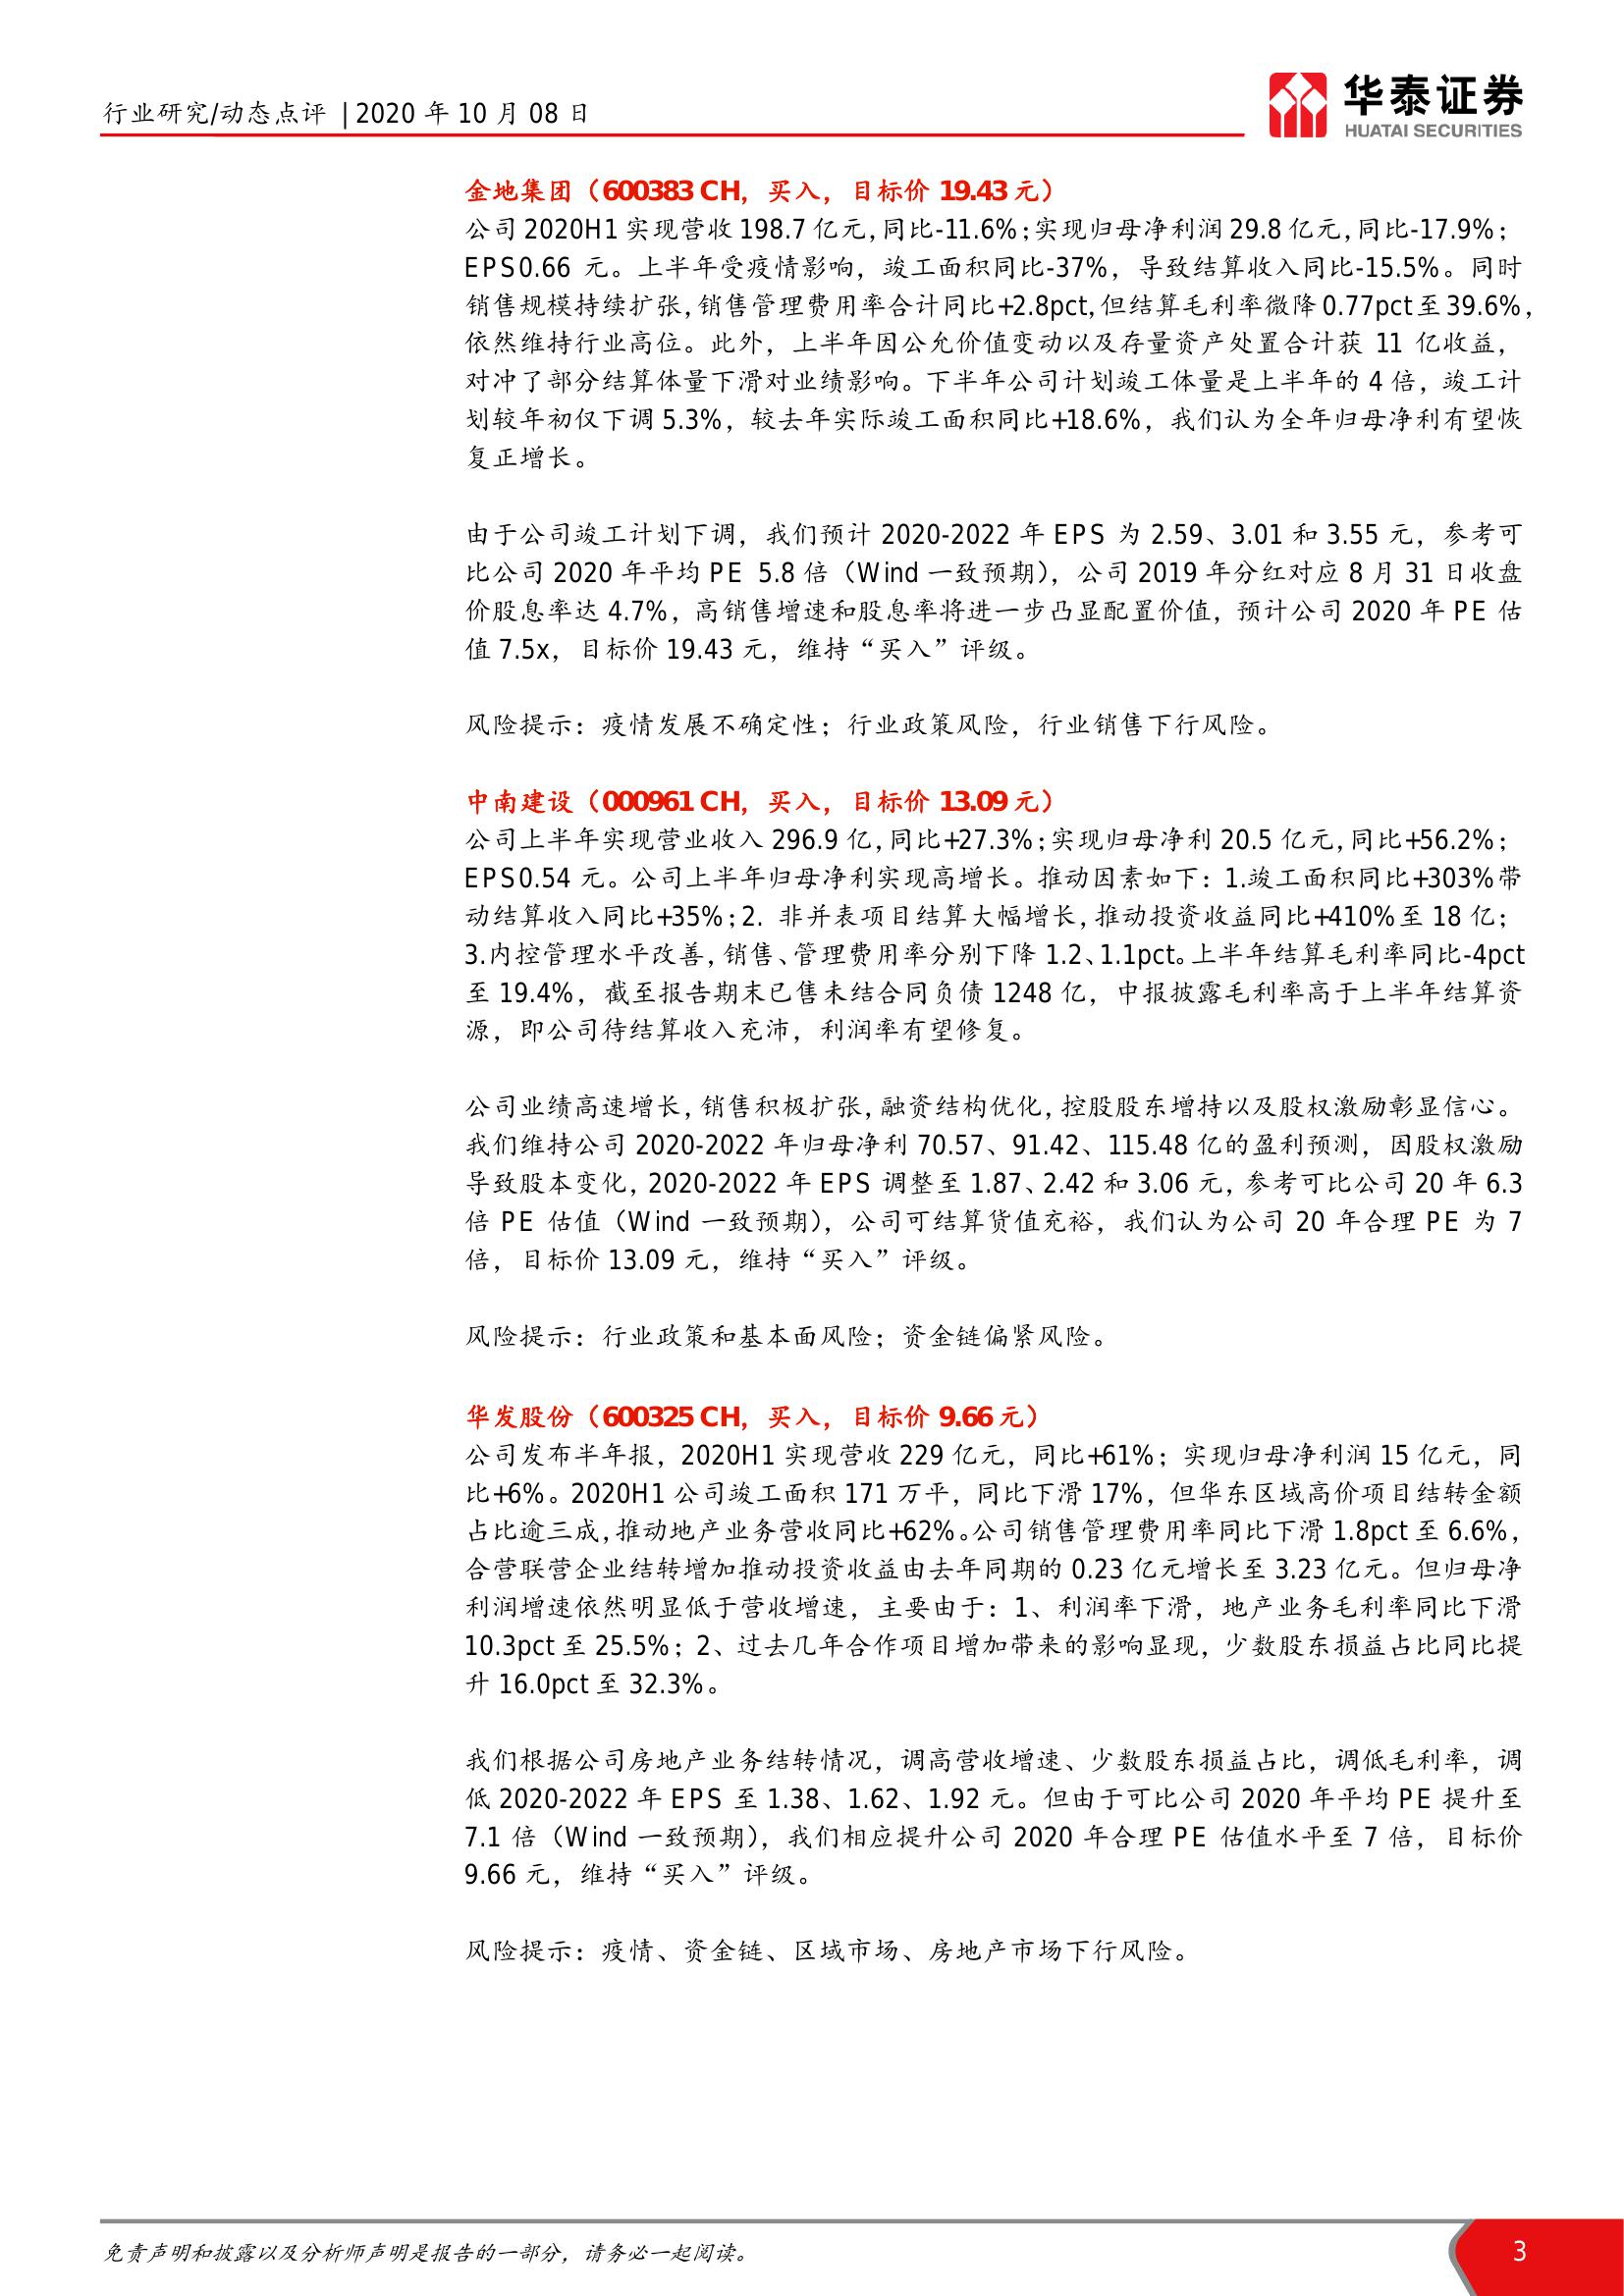 行业研究/动态点评 | 2020 年 10 月 08 日
华泰证券
HUATAI SECURITIES
金地集团（600383 CH，买入，目标价 19.43 元）
公司 2020H1 实现营收 198.7 亿元，同比-11.6%；实现归母净利润 29.8 亿元，同比-17.9%；
EPS0.66 元。上半年受疫情影响，竣工面积同比-37%，导致结算收入同比-15.5%。同时
销售规模持续扩张，销售管理费用率合计同比+2.8pct，但结算毛利率微降 0.77pct 至 39.6%，
依然维持行业高位。此外，上半年因公允价值变动以及存量资产处置合计获 11 亿收益，
对冲了部分结算体量下滑对业绩影响。下半年公司计划竣工体量是上半年的 4 倍，竣工计
划较年初仅下调 5.3%，较去年实际竣工面积同比+18.6%，我们认为全年归母净利有望恢
复正增长。
由于公司竣工计划下调，我们预计 2020-2022 年 EPS 为 2.59、3.01 和 3.55 元，参考可
比公司 2020 年平均 PE 5.8 倍（Wind 一致预期），公司 2019 年分红对应 8 月 31 日收盘
价股息率达 4.7%，高销售增速和股息率将进一步凸显配置价值，预计公司 2020 年 PE 估
值 7.5x，目标价 19.43 元，维持“买入”评级。
风险提示：疫情发展不确定性；行业政策风险，行业销售下行风险。
中南建设（000961 CH，买入，目标价 13.09 元）
公司上半年实现营业收入 296.9 亿，同比+27.3%；实现归母净利 20.5 亿元，同比+56.2%；
EPS0.54 元。公司上半年归母净利实现高增长。推动因素如下：1.竣工面积同比+303%带
动结算收入同比+35%；2. 非并表项目结算大幅增长，推动投资收益同比+410%至 18 亿；
3.内控管理水平改善，销售、管理费用率分别下降 1.2、1.1pct。上半年结算毛利率同比-4pct
至 19.4%，截至报告期末已售未结合同负债 1248 亿，中报披露毛利率高于上半年结算资
源，即公司待结算收入充沛，利润率有望修复。
公司业绩高速增长，销售积极扩张，融资结构优化，控股股东增持以及股权激励彰显信心。
我们维持公司 2020-2022 年归母净利 70.57、91.42、115.48 亿的盈利预测，因股权激励
导致股本变化，2020-2022 年 EPS 调整至 1.87、2.42 和 3.06 元，参考可比公司 20 年 6.3
倍 PE 估值（Wind 一致预期），公司可结算货值充裕，我们认为公司 20 年合理 PE 为 7
倍，目标价 13.09 元，维持“买入”评级。
风险提示：行业政策和基本面风险；资金链偏紧风险。
华发股份（600325 CH，买入，目标价 9.66 元）
公司发布半年报，2020H1 实现营收 229 亿元，同比+61%；实现归母净利润 15 亿元，同
比+6%。2020H1 公司竣工面积 171 万平，同比下滑 17%，但华东区域高价项目结转金额
占比逾三成，推动地产业务营收同比+62%。公司销售管理费用率同比下滑 1.8pct 至 6.6%，
合营联营企业结转增加推动投资收益由去年同期的 0.23 亿元增长至 3.23 亿元。但归母净
利润增速依然明显低于营收增速，主要由于：1、利润率下滑，地产业务毛利率同比下滑
10.3pct 至 25.5%；2、过去几年合作项目增加带来的影响显现，少数股东损益占比同比提
升 16.0pct 至 32.3%。
我们根据公司房地产业务结转情况，调高营收增速、少数股东损益占比，调低毛利率，调
低 2020-2022 年 EPS 至 1.38、1.62、1.92 元。但由于可比公司 2020 年平均 PE 提升至
7.1 倍（Wind 一致预期），我们相应提升公司 2020 年合理 PE 估值水平至 7 倍，目标价
9.66 元，维持“买入”评级。
风险提示：疫情、资金链、区域市场、房地产市场下行风险。
免责声明和披露以及分析师声明是报告的一部分，请务必一起阅读。
3